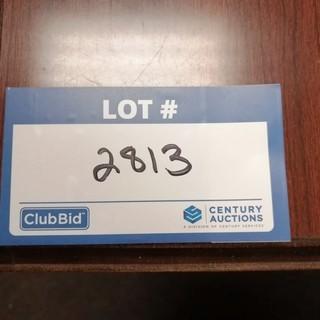 LOT #
2813
ClubBid
CENTURY
AUCTIONS
A DIVISION OF CENTURY SERVICES